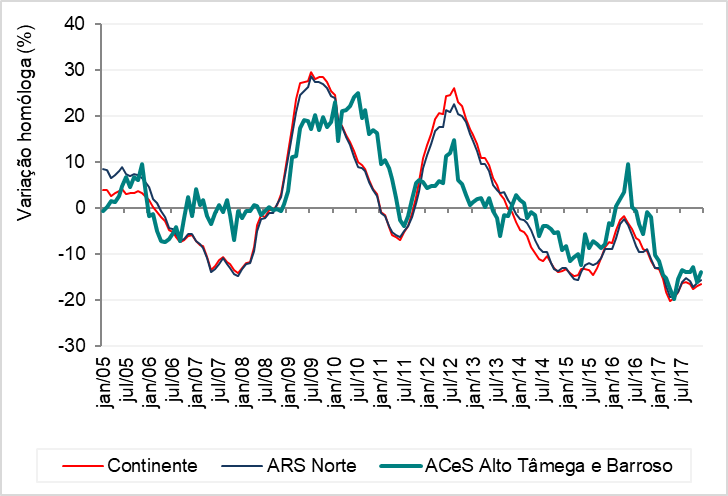 Variação homóloga (%)
40
30
20
10
0
-10
-20
-30
jan/05
jul/05
jan/06
jul/06
jan/07
jul/07
jan/08
jul/08
jan/09
jul/09
jan/10
jul/10
jan/11
jul/11
jan/12
jul/12
jan/13
jul/13
jan/14
jul/14
jan/15
jul/15
jan/16
jul/16
jan/17
jul/17
Continente
ARS Norte
ACeS Alto Tâmega e Barroso